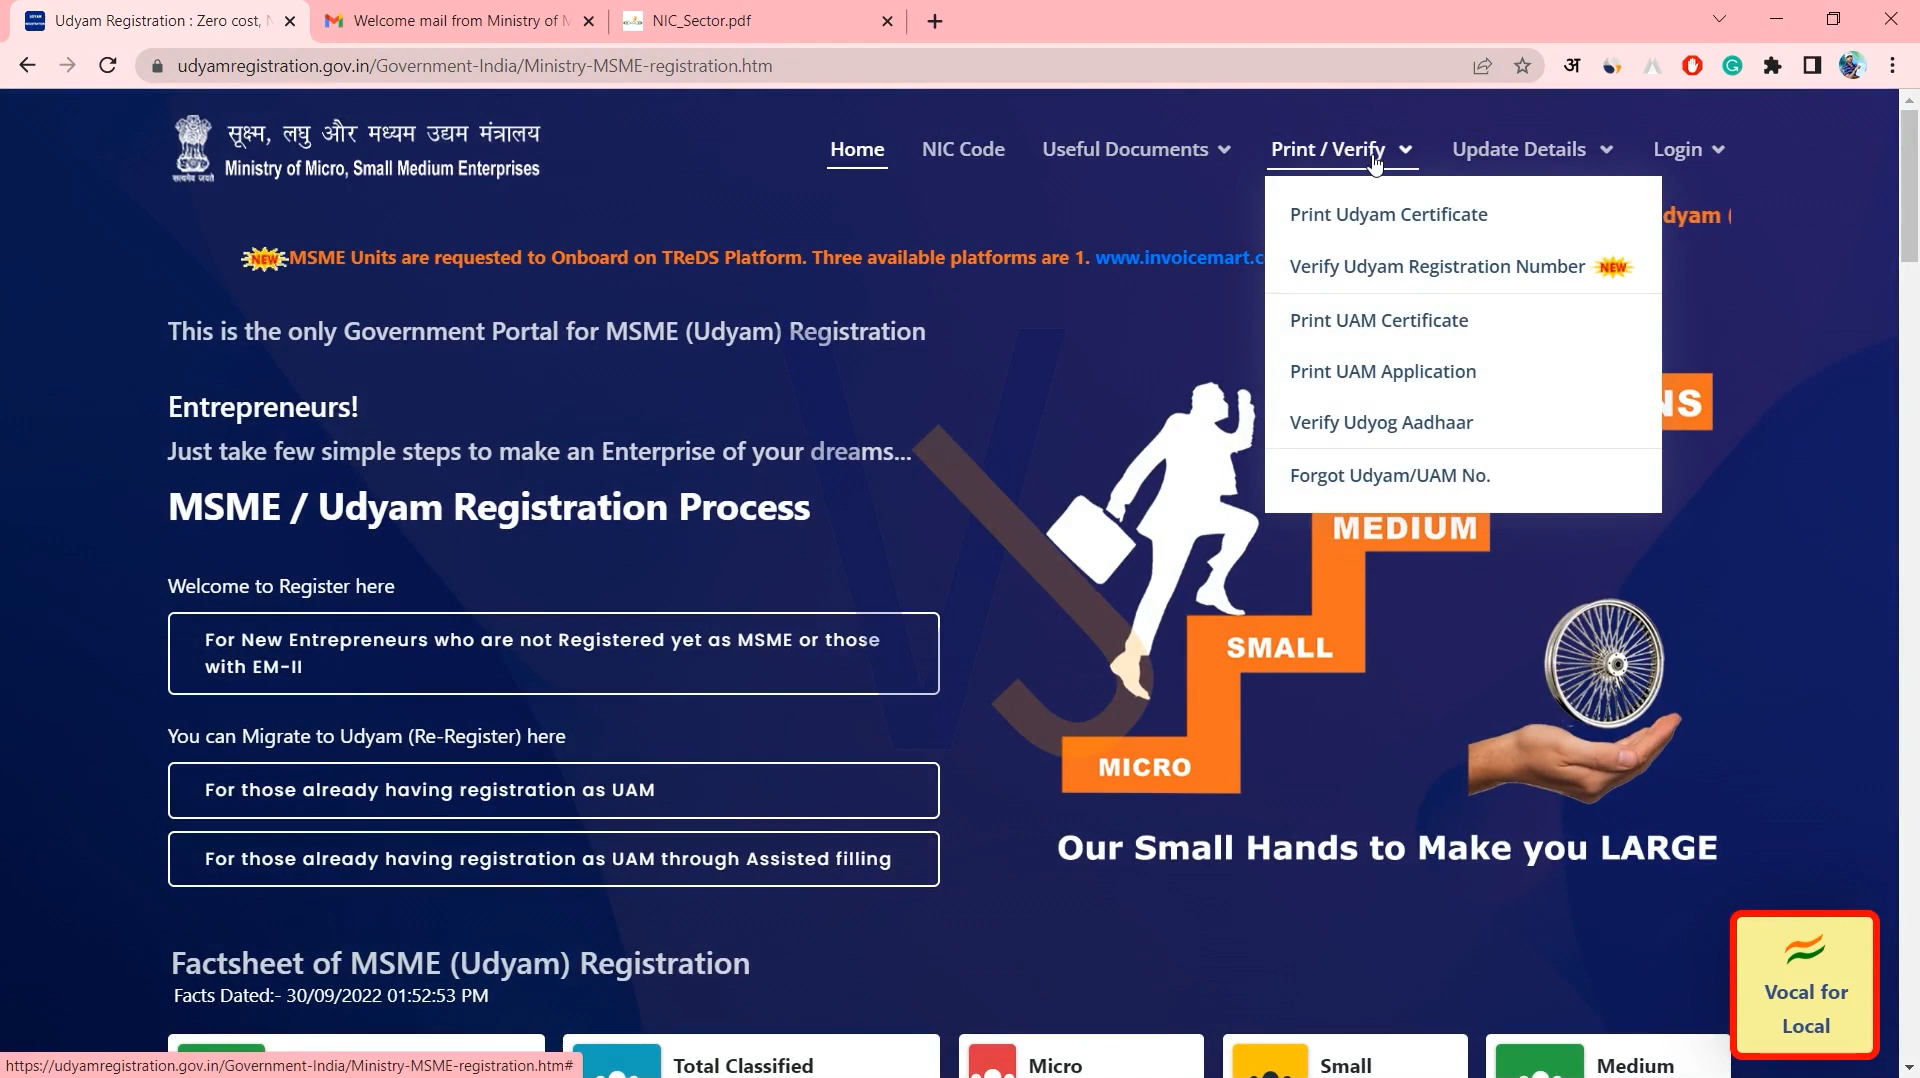 Udyam Registration : Zero cost,
Welcome mail from Ministry of M
NIC_Sector.pdf
udyamregistration.gov.in/Government-India/Ministry-MSME-registration.htm
सूक्ष्म, लघु और मध्यम उद्यम मंत्रालय
Ministry of Micro, Small Medium Enterprises
सत्यमेव जयते
Home
NIC Code
Useful Documents
Print / Verify
Update Details
Login
Print Udyam Certificate
Verify Udyam Registration Number NEW
Print UAM Certificate
Print UAM Application
Verify Udyog Aadhaar
Forgot Udyam/UAM No.
dyam (
NEW MSME Units are requested to Onboard on TReDS Platform. Three available platforms are 1. www.invoicemart.c
This is the only Government Portal for MSME (Udyam) Registration
Entrepreneurs!
Just take few simple steps to make an Enterprise of your dreams...
MSME / Udyam Registration Process
Welcome to Register here
For New Entrepreneurs who are not Registered yet as MSME or those
with EM-II
You can Migrate to Udyam (Re-Register) here
For those already having registration as UAM
For those already having registration as UAM through Assisted filling
NS
MEDIUM
SMALL
MICRO
Our Small Hands to Make you LARGE
VJ
Factsheet of MSME (Udyam) Registration
Facts Dated:- 30/09/2022 01:52:53 PM
Vocal for
Local
Total Classified
Micro
Small
Medium
https://udyamregistration.gov.in/Government-India/Ministry-MSME-registration.htm#
अ